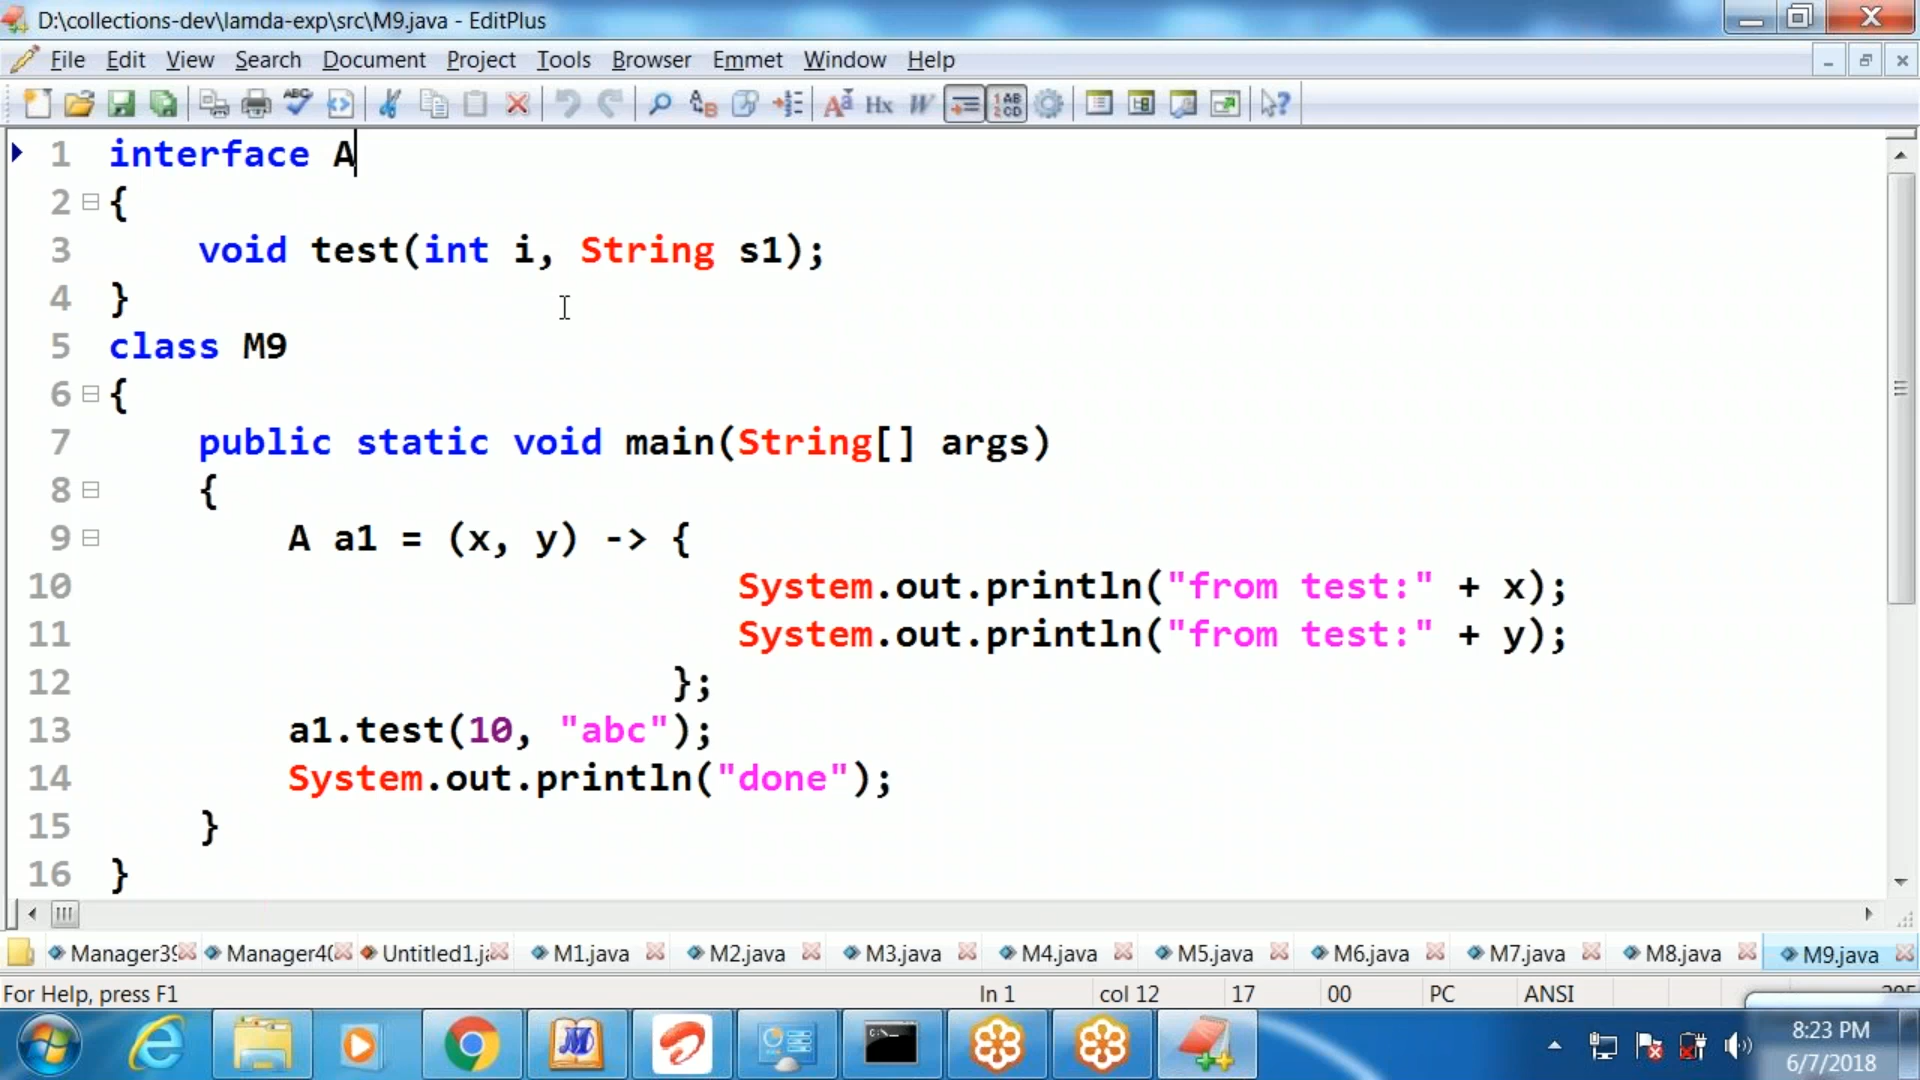 D:\collections-dev\lamda-exp\src\M9.java - EditPlus
File Edit View Search Document Project Tools Browser Emmet Window Help
1 interface A
2 {
3 void test(int i, String s1);
4 }
5 class M9
6 {
7 public static void main(String[] args)
8 {
9 A a1 = (x, y) -> {
10 System.out.println("from test:" + x);
11 System.out.println("from test:" + y);
12 };
13 a1.test(10, "abc");
14 System.out.println("done");
15 }
16 }
Manager39 Manager40 Untitled1.ja M1.java M2.java M3.java M4.java M5.java M6.java M7.java M8.java M9.java
For Help, press F1 ln 1 col 12 17 00 PC ANSI
8:23 PM
6/7/2018